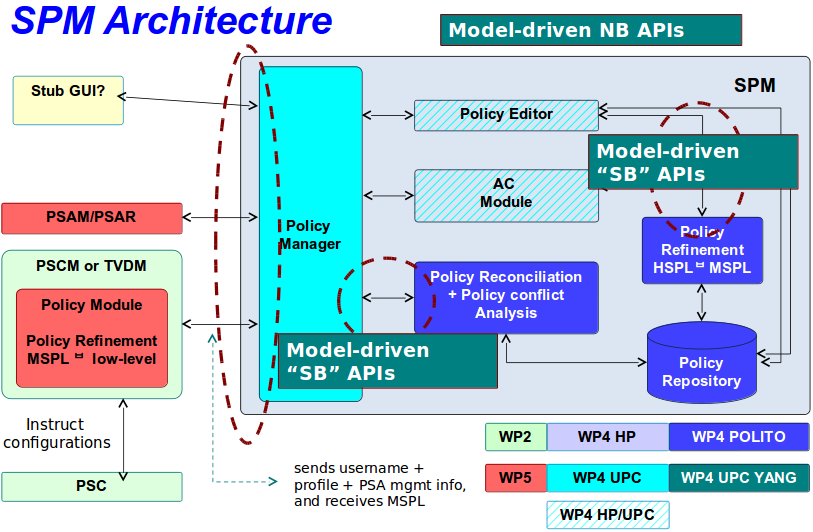 SPM Architecture
Model-driven NB APIs
Stub GUI?
SPM
Policy Editor
Model-driven
“SB” APIs
AC
Module
PSAM/PSAR
Policy
Manager
Policy
Refinement
HSPL MSPL
PSCM or TVDM
Policy Module
Policy Refinement
MSPL low-level
Policy Reconciliation
+ Policy conflict
Analysis
Model-driven
“SB” APIs
Policy
Repository
Instruct
configurations
PSC
sends username +
profile + PSA mgmt info,
and receives MSPL
WP2
WP4 HP
WP4 POLITO
WP5
WP4 UPC
WP4 UPC YANG
WP4 HP/UPC